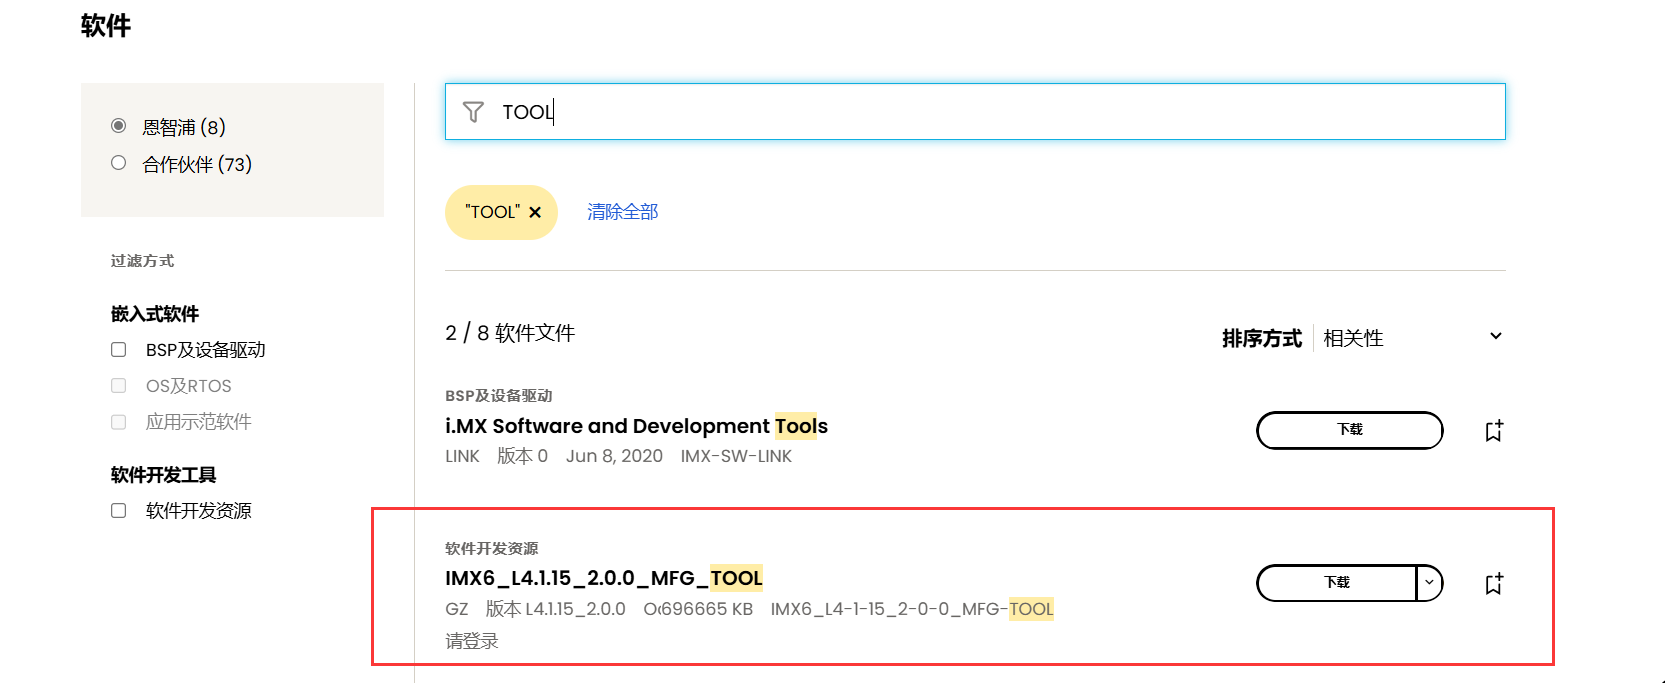 软件
恩智浦 (8)
合作伙伴 (73)
过滤方式
嵌入式软件
BSP及设备驱动
OS及RTOS
应用示范软件
软件开发工具
软件开发资源
TOOL
"TOOL" ×
清除全部
2 / 8 软件文件
排序方式 相关性
BSP及设备驱动
i.MX Software and Development Tools
LINK 版本 0 Jun 8, 2020 IMX-SW-LINK
下载
软件开发资源
IMX6_L4.1.15_2.0.0_MFG_TOOL
GZ 版本 L4.1.15_2.0.0 696665 KB IMX6_L4-1-15_2-0-0_MFG-TOOL
请登录
下载